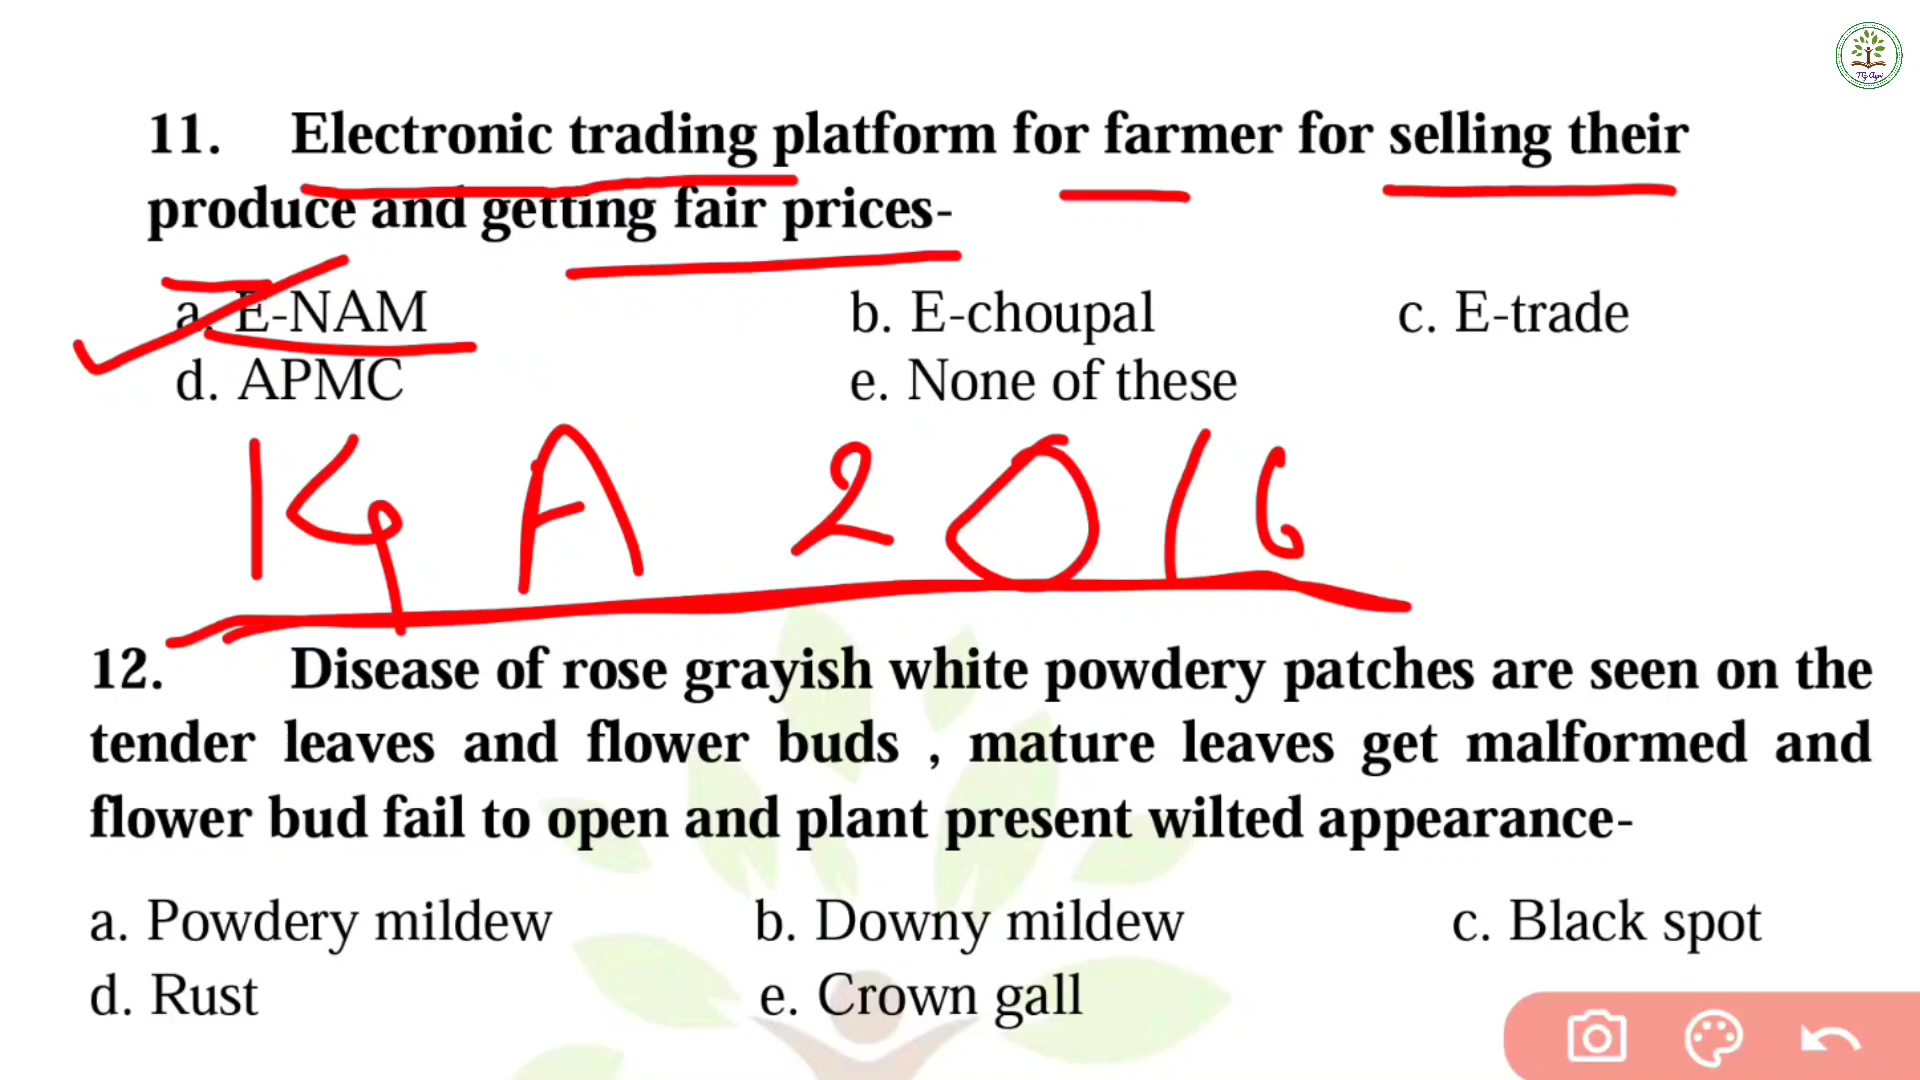 TG Agri
11. Electronic trading platform for farmer for selling their
produce and getting fair prices-
a. E-NAM b. E-choupal c. E-trade
d. APMC e. None of these
14 A 2016
12. Disease of rose grayish white powdery patches are seen on the
tender leaves and flower buds , mature leaves get malformed and
flower bud fail to open and plant present wilted appearance-
a. Powdery mildew b. Downy mildew c. Black spot
d. Rust e. Crown gall